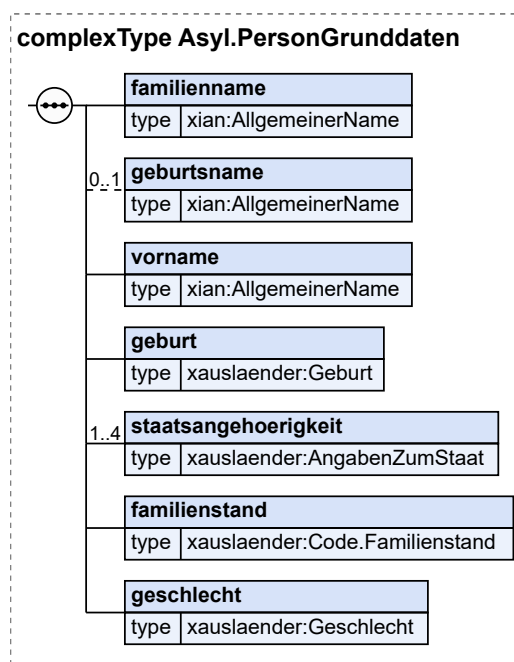 complexType Asyl.PersonGrunddaten
familienname
type xian:AllgemeinerName
0..1 geburtsname
type xian:AllgemeinerName
vorname
type xian:AllgemeinerName
geburt
type xauslaender:Geburt
1..4 staatsangehoerigkeit
type xauslaender:AngabenZumStaat
familienstand
type xauslaender:Code.Familienstand
geschlecht
type xauslaender:Geschlecht